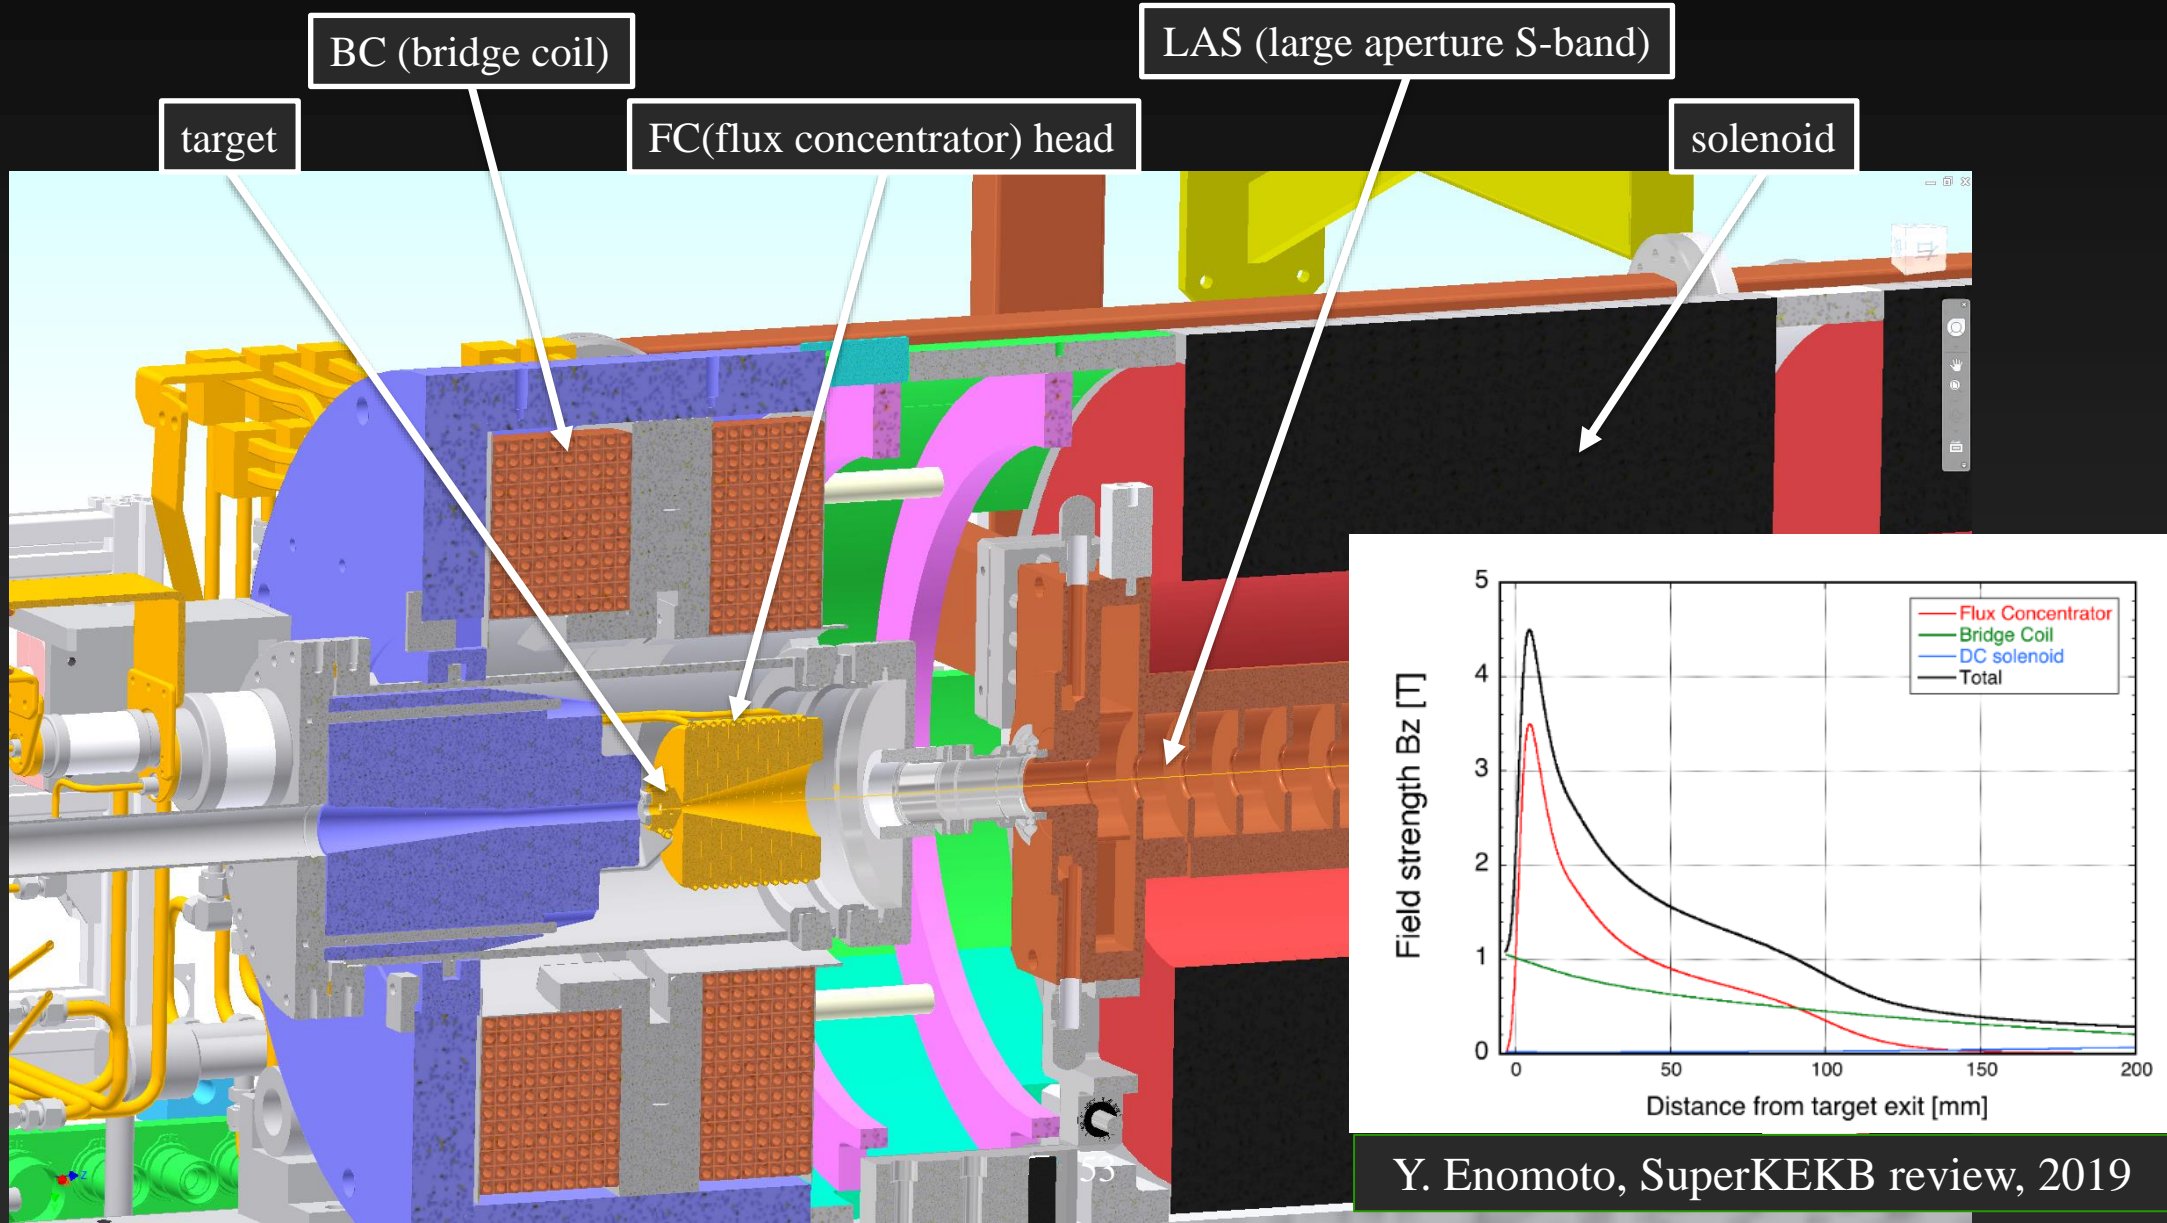 BC (bridge coil)
LAS (large aperture S-band)
target
FC(flux concentrator) head
solenoid
5
4
3
2
1
0
Field strength Bz [T]
Flux Concentrator
Bridge Coil
DC solenoid
Total
0
50
100
150
200
Distance from target exit [mm]
z
53
Y. Enomoto, SuperKEKB review, 2019